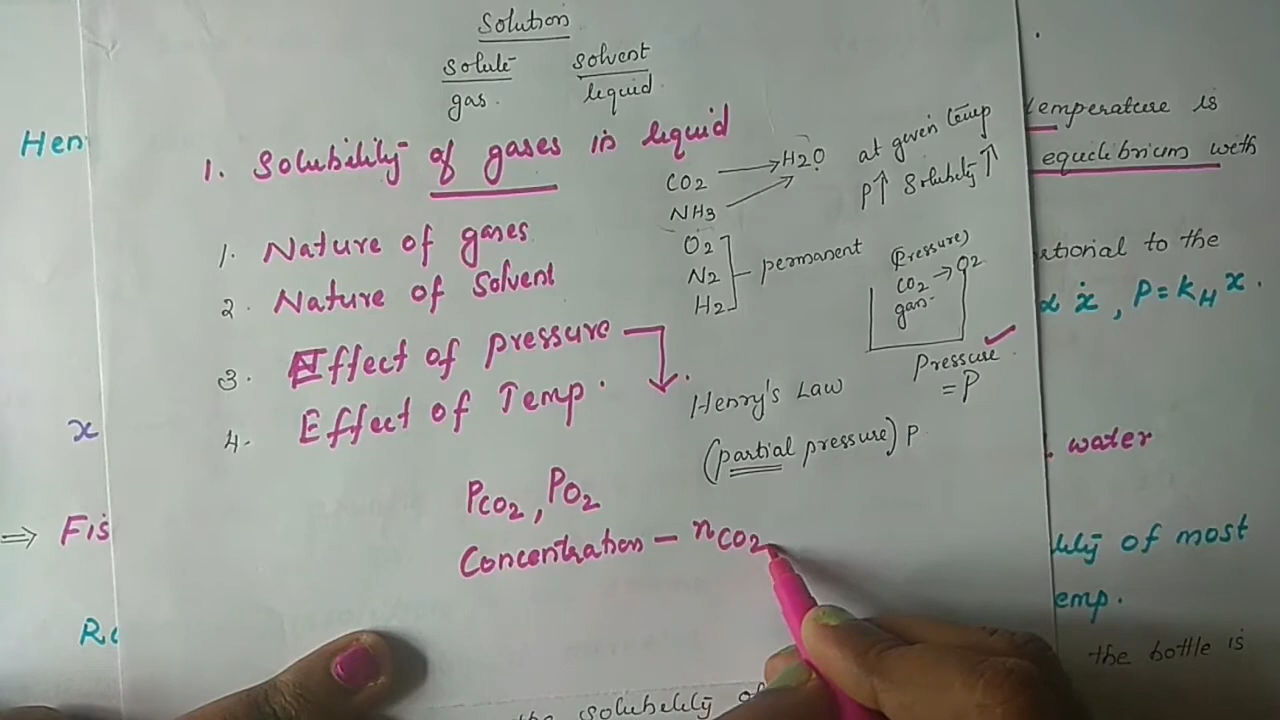 Solution
solute solvent
gas. liquid.
1. Solubility of gases in liquid
CO2 → H2O
NH3
at given temp
P↑ Solubility ↑
1. Nature of gases
2. Nature of Solvent
3. Effect of pressure
4. Effect of Temp.
O2
N2 permanent
H2
(Pressure)
CO2 → O2
gas
Pressure.
= P
Henry's Law
(partial pressure) P
PCO2, PO2
Concentration - nCO2
Hen
temperature is
equilibrium with
rtional to the
α x, P = KH x.
x
. water
⇒ Fis
of most
emp.
the bottle is
the solubility of